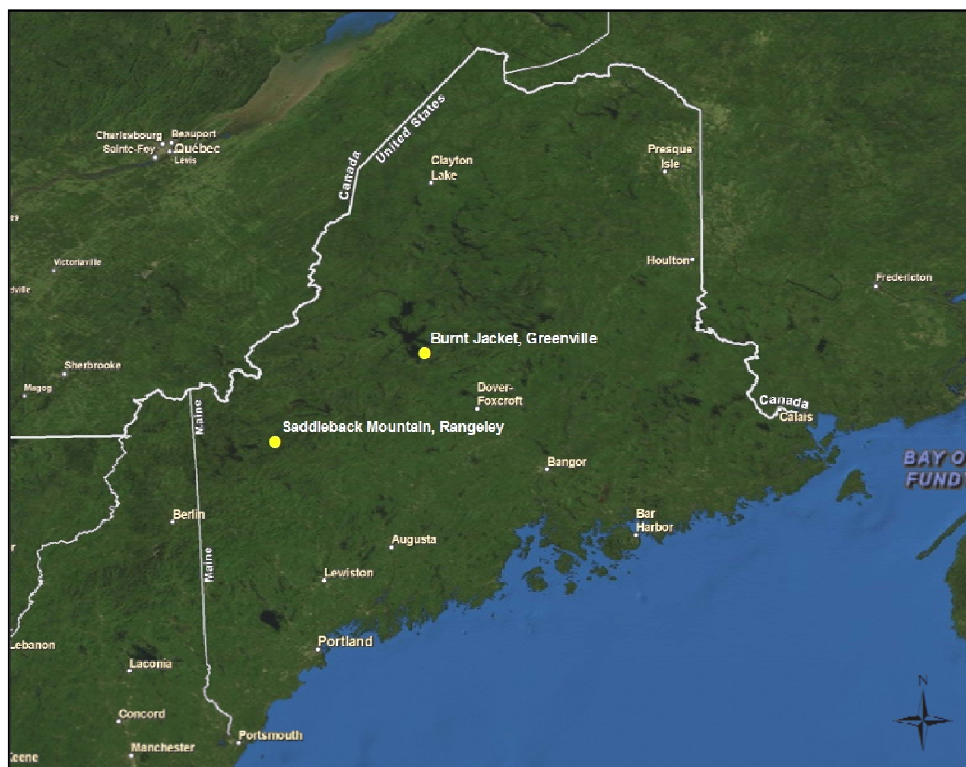 Charlesbourg
Beauport
Sainte-Foy
Québec
Lévis
Canada
United States
Clayton
Lake
Presque
Isle
Victoriaville
Houlton
Fredericton
Burnt Jacket, Greenville
Sherbrooke
Magog
Dover-
Foxcroft
Canada
Calais
Maine
Saddleback Mountain, Rangeley
Bangor
BAY O
FUND
Berlin
Bar
Harbor
Augusta
Maine
Lewiston
Lebanon
Portland
Laconia
N
Concord
Portsmouth
Manchester
Keene